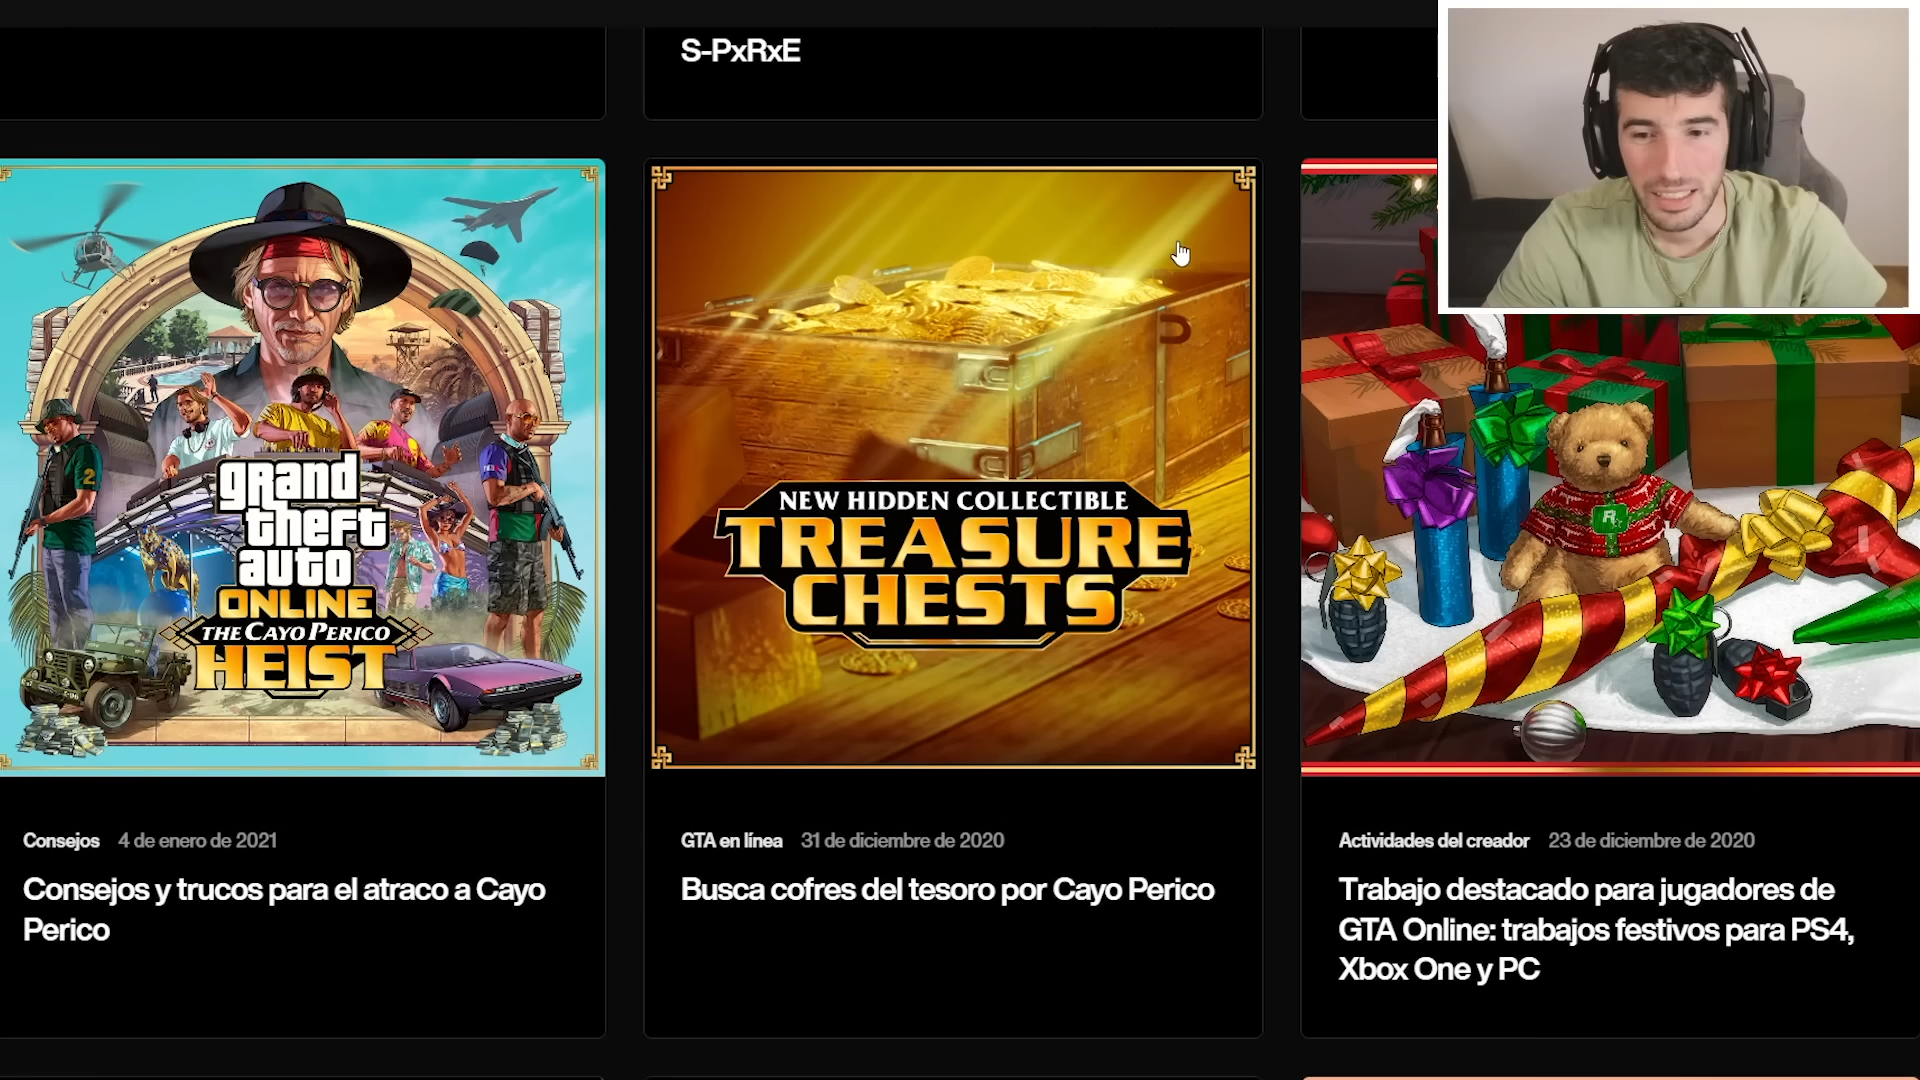 S-PxRxE
grand
theft
auto
ONLINE
THE CAYO PERICO
HEIST
Consejos 4 de enero de 2021
Consejos y trucos para el atraco a Cayo
Perico
NEW HIDDEN COLLECTIBLE
TREASURE
CHESTS
GTA en línea 31 de diciembre de 2020
Busca cofres del tesoro por Cayo Perico
R
Actividades del creador 23 de diciembre de 2020
Trabajo destacado para jugadores de
GTA Online: trabajos festivos para PS4,
Xbox One y PC
2